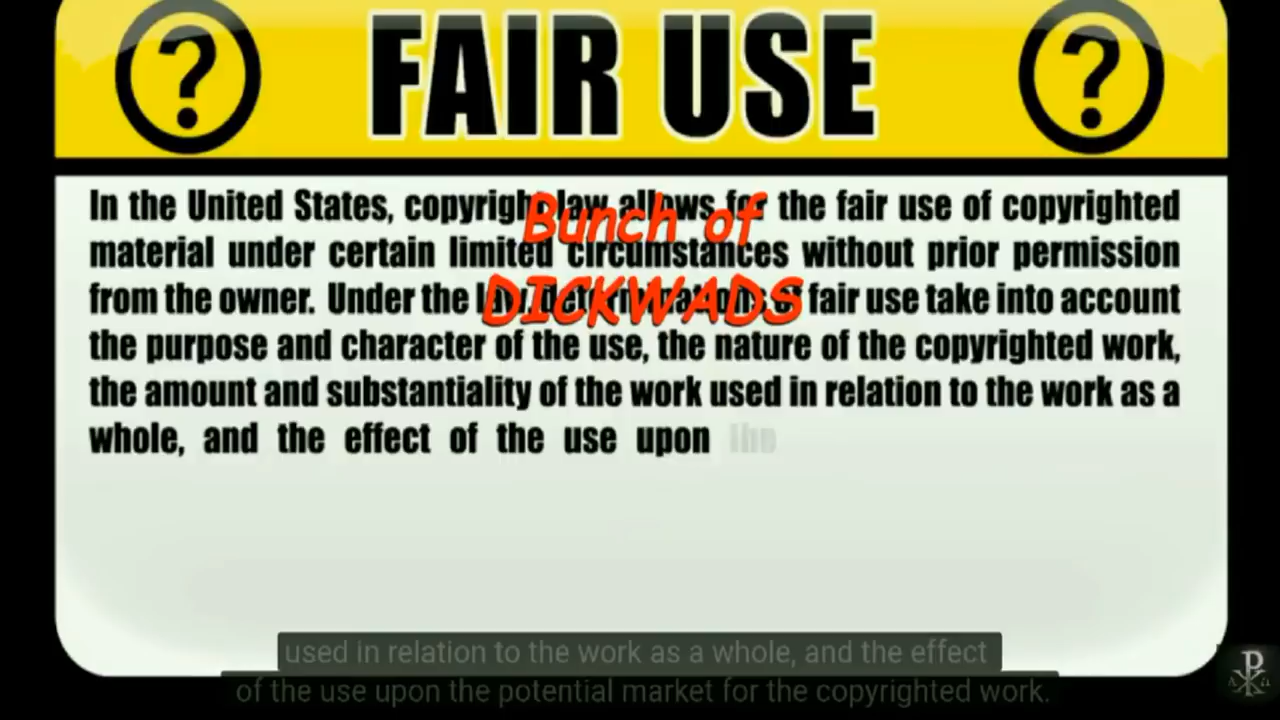 FAIR USE
In the United States, copyright law allows for the fair use of copyrighted
material under certain limited circumstances without prior permission
from the owner. Under the law, determinations of fair use take into account
the purpose and character of the use, the nature of the copyrighted work,
the amount and substantiality of the work used in relation to the work as a
whole, and the effect of the use upon the
Bunch of
DICKWADS
used in relation to the work as a whole, and the effect
of the use upon the potential market for the copyrighted work.